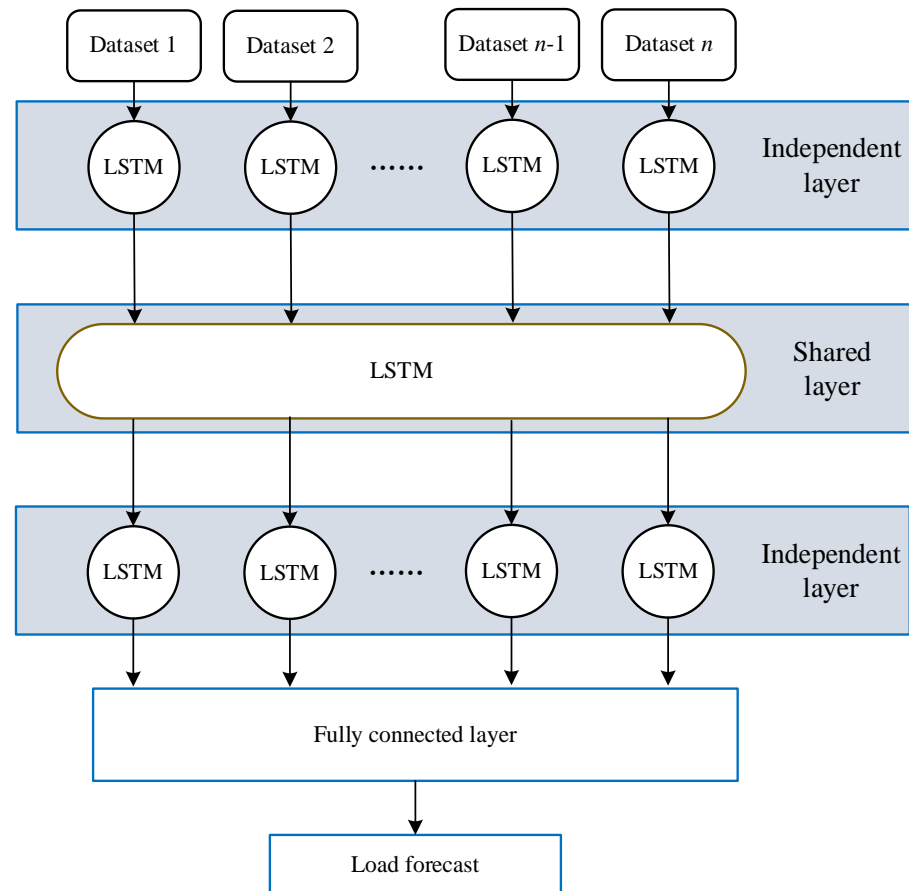 Dataset 1
Dataset 2
Dataset n-1
Dataset n
LSTM
LSTM
......
LSTM
LSTM
Independent
layer
LSTM
Shared
layer
LSTM
LSTM
......
LSTM
LSTM
Independent
layer
Fully connected layer
Load forecast